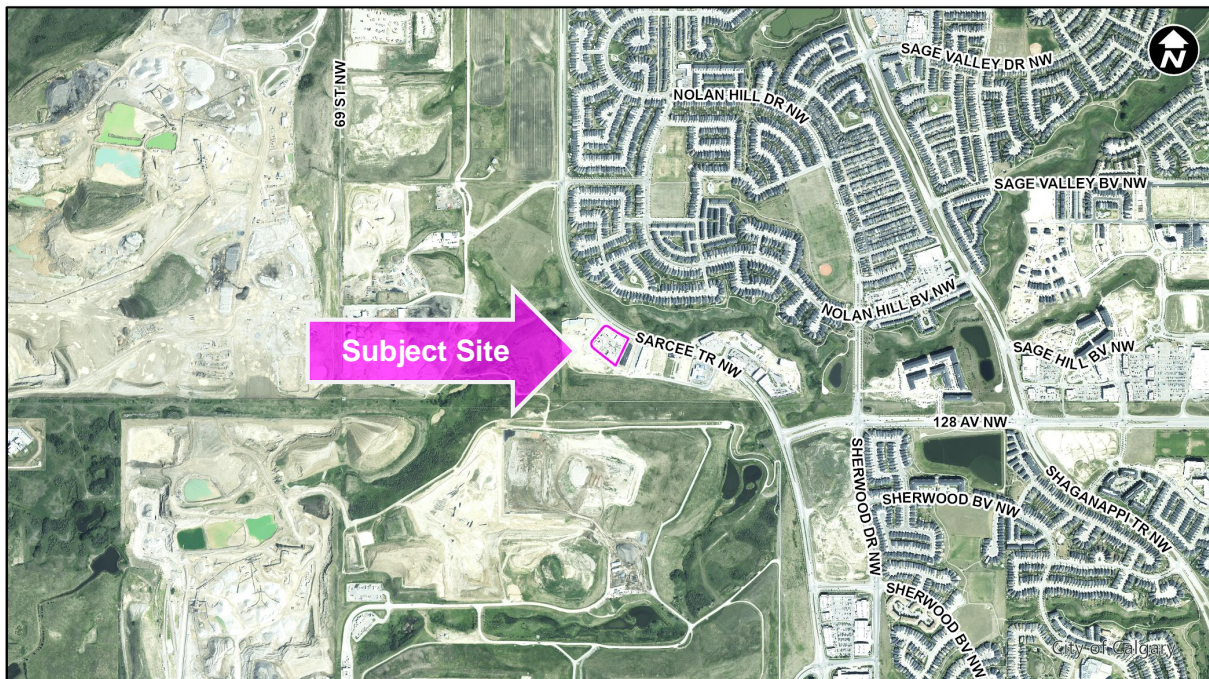 SAGE VALLEY DR NW
N
69 ST NW
NOLAN HILL DR NW
SAGE VALLEY BV NW
NOLAN HILL BV NW
Subject Site
SARCEE TR NW
SAGE HILL BV NW
128 AV NW
SHERWOOD DR NW
SHAGANAPPI TR NW
SHERWOOD BV NW
SHERWOOD BV NW
City of Calgary